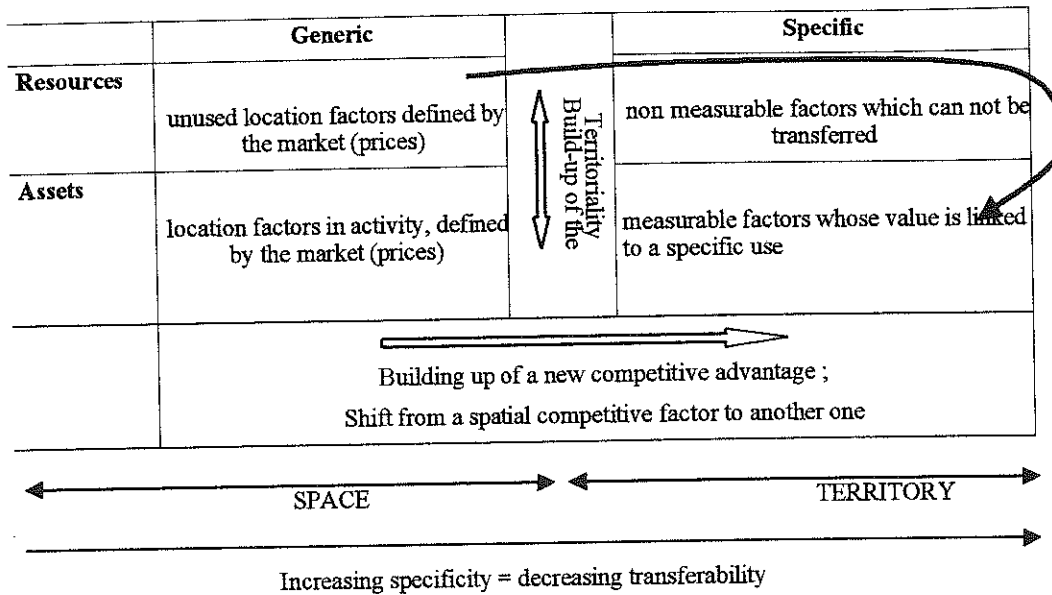 Generic
Specific
Resources
unused location factors defined by
the market (prices)
Territoriality
Build-up of the
non measurable factors which can not be
transferred
Assets
location factors in activity, defined
by the market (prices)
measurable factors whose value is linked
to a specific use
Building up of a new competitive advantage ;
Shift from a spatial competitive factor to another one
SPACE
TERRITORY
Increasing specificity = decreasing transferability